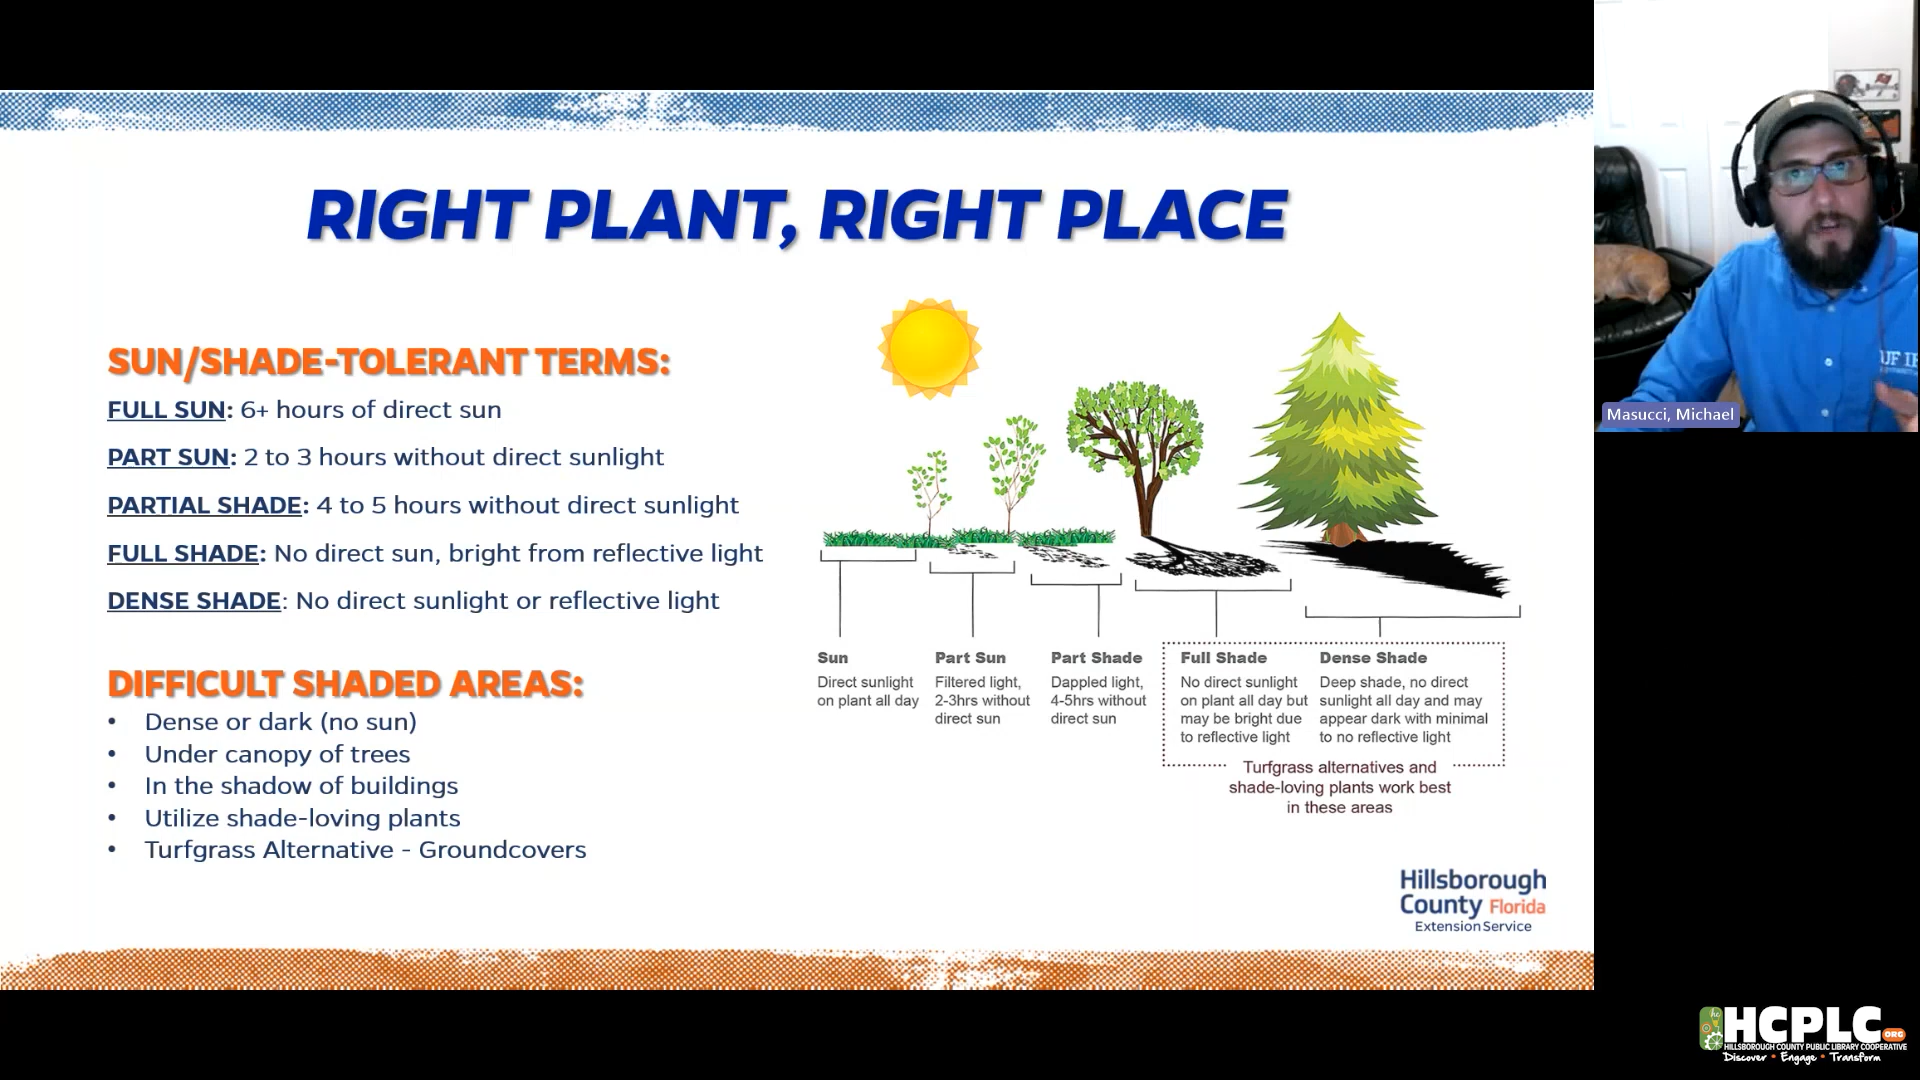 RIGHT PLANT, RIGHT PLACE
SUN/SHADE-TOLERANT TERMS:
FULL SUN: 6+ hours of direct sun
PART SUN: 2 to 3 hours without direct sunlight
PARTIAL SHADE: 4 to 5 hours without direct sunlight
FULL SHADE: No direct sun, bright from reflective light
DENSE SHADE: No direct sunlight or reflective light
DIFFICULT SHADED AREAS:
• Dense or dark (no sun)
• Under canopy of trees
• In the shadow of buildings
• Utilize shade-loving plants
• Turfgrass Alternative - Groundcovers
Sun
Direct sunlight
on plant all day
Part Sun
Filtered light,
2-3hrs without
direct sun
Part Shade
Dappled light,
4-5hrs without
direct sun
Full Shade
No direct sunlight
on plant all day but
may be bright due
to reflective light
Dense Shade
Deep shade, no direct
sunlight all day and may
appear dark with minimal
to no reflective light
Turfgrass alternatives and
shade-loving plants work best
in these areas
Hillsborough
County Florida
Extension Service
UF
Masucci, Michael
HCPLC.ORG
HILLSBOROUGH COUNTY PUBLIC LIBRARY COOPERATIVE
Discover • Engage • Transform